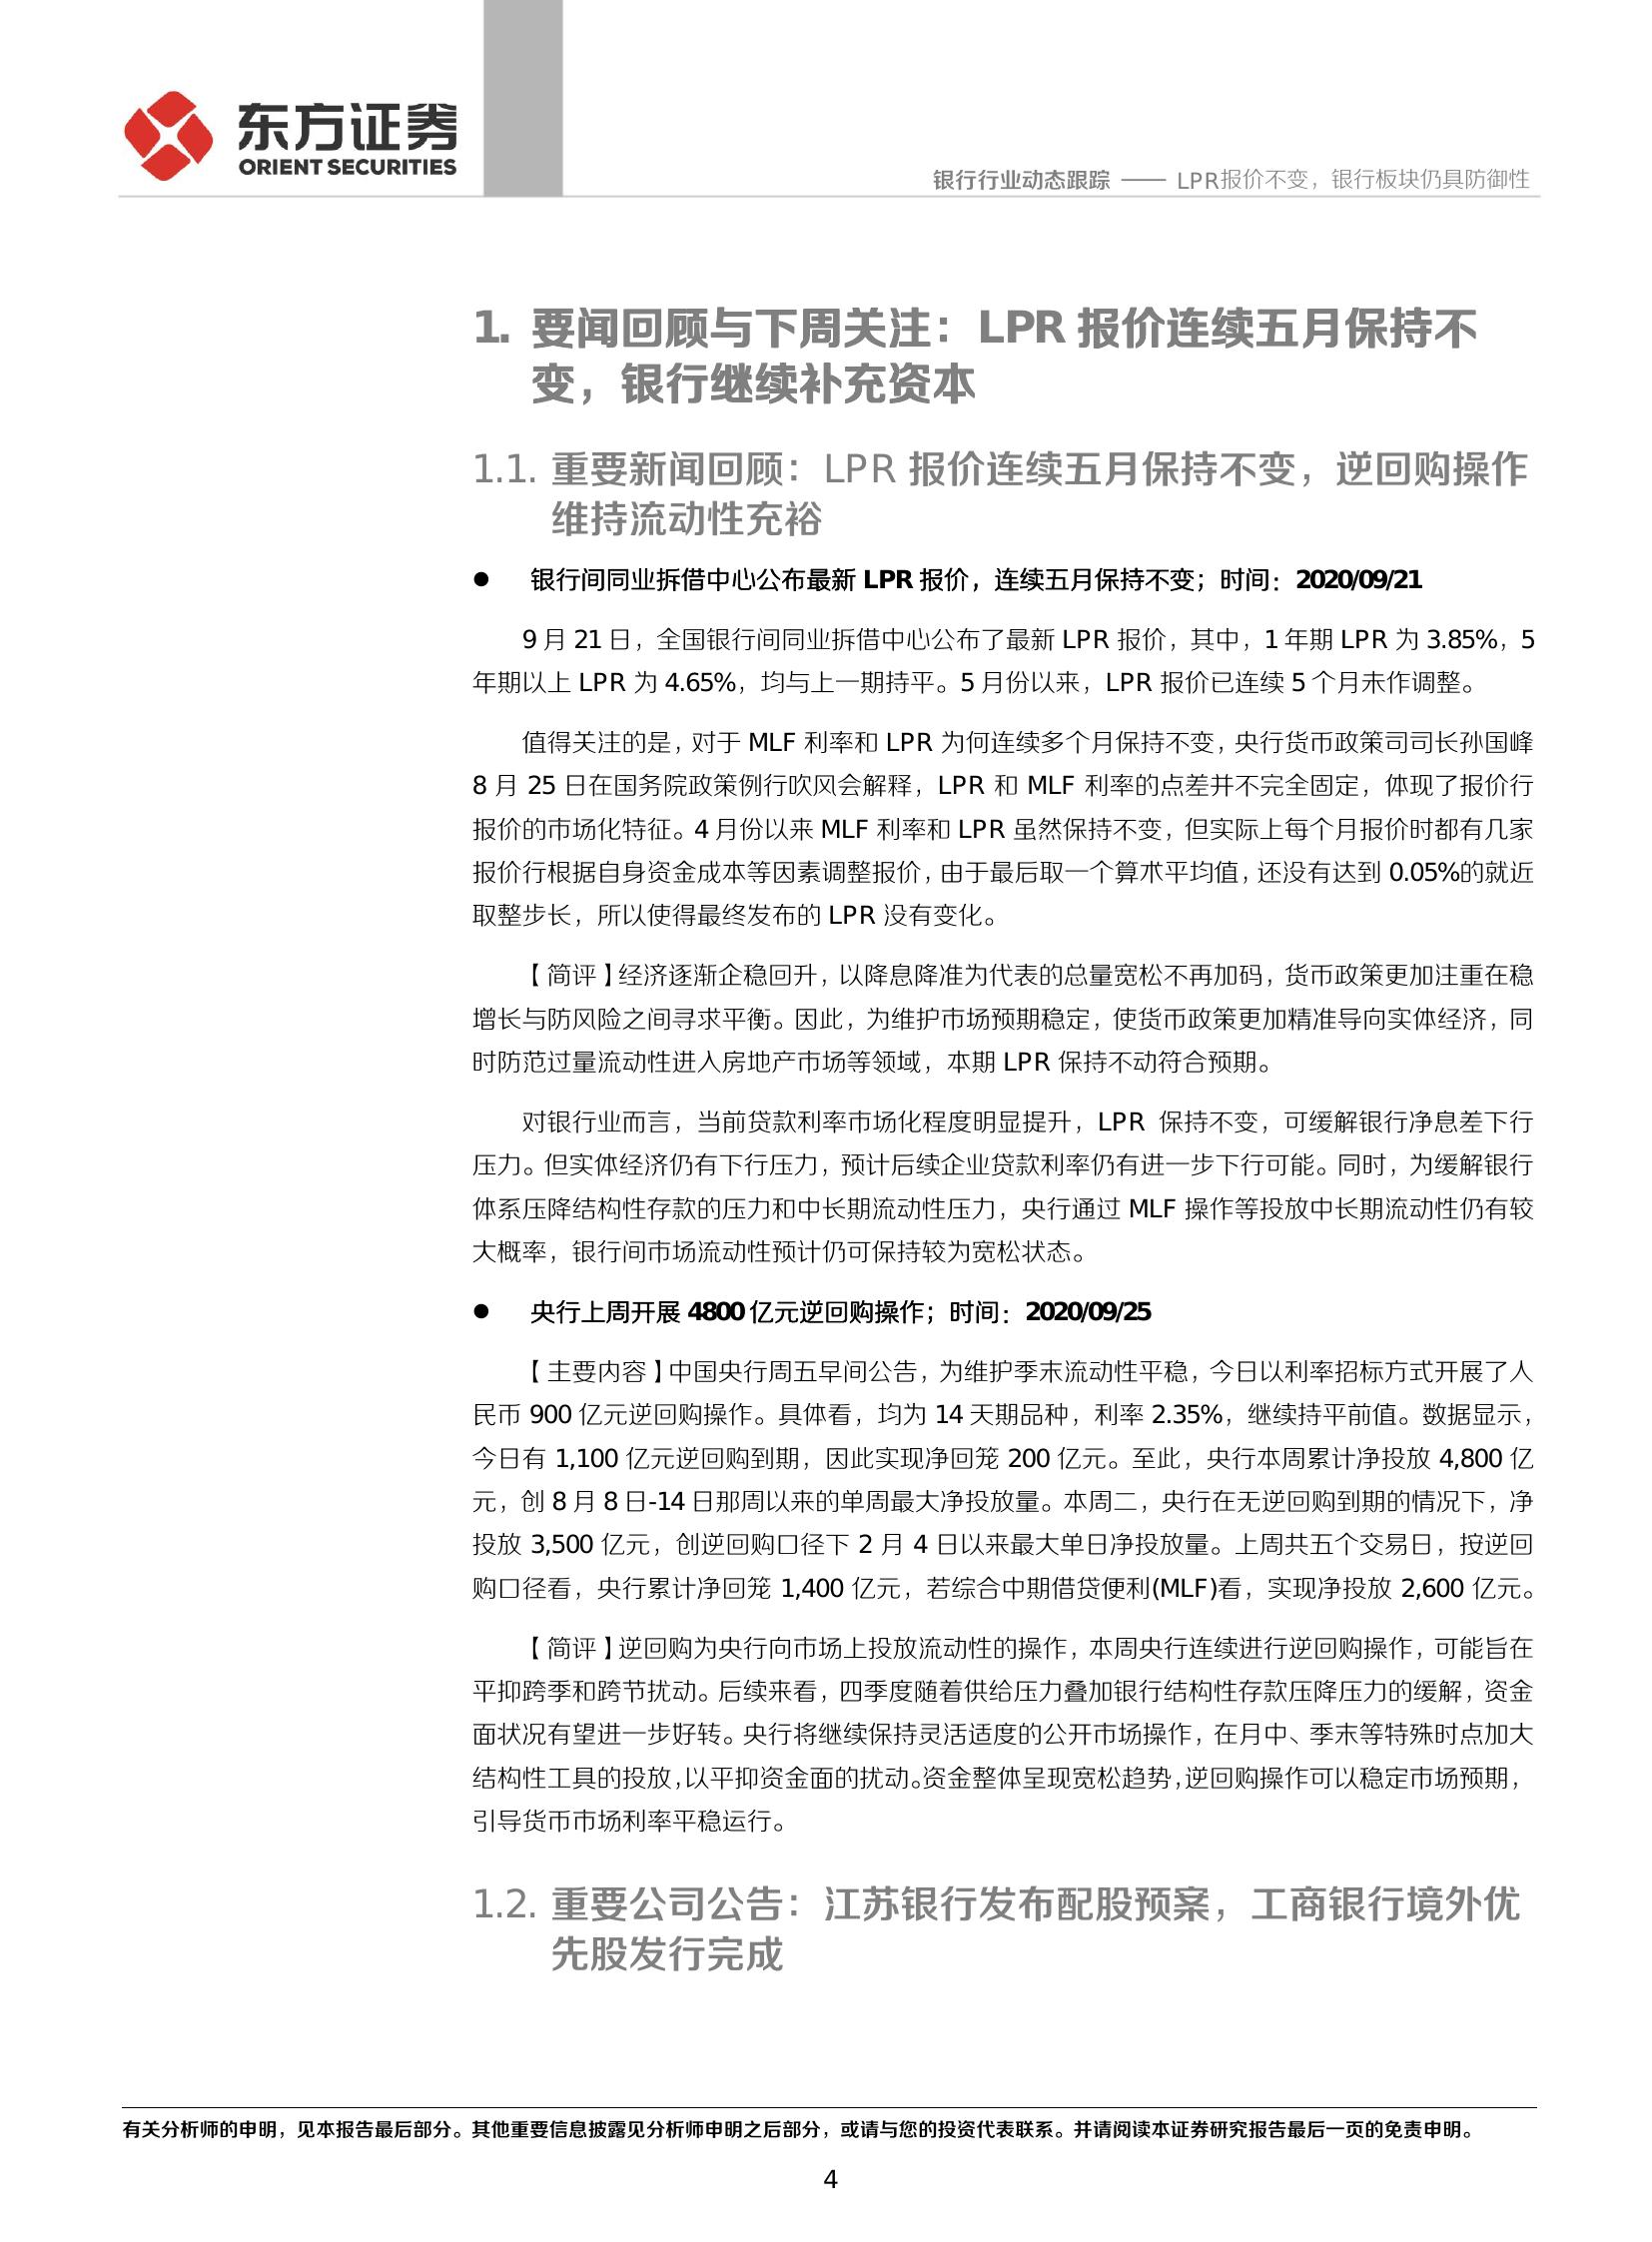 东方证券
ORIENT SECURITIES
银行行业动态跟踪 —— LPR报价不变，银行板块仍具防御性
1. 要闻回顾与下周关注：LPR 报价连续五月保持不
变，银行继续补充资本
1.1. 重要新闻回顾：LPR 报价连续五月保持不变，逆回购操作
维持流动性充裕
● 银行间同业拆借中心公布最新 LPR 报价，连续五月保持不变；时间：2020/09/21
9 月 21 日，全国银行间同业拆借中心公布了最新 LPR 报价，其中，1 年期 LPR 为 3.85%，5
年期以上 LPR 为 4.65%，均与上一期持平。5 月份以来，LPR 报价已连续 5 个月未作调整。
值得关注的是，对于 MLF 利率和 LPR 为何连续多个月保持不变，央行货币政策司司长孙国峰
8 月 25 日在国务院政策例行吹风会解释，LPR 和 MLF 利率的点差并不完全固定，体现了报价行
报价的市场化特征。4 月份以来 MLF 利率和 LPR 虽然保持不变，但实际上每个月报价时都有几家
报价行根据自身资金成本等因素调整报价，由于最后取一个算术平均值，还没有达到 0.05%的就近
取整步长，所以使得最终发布的 LPR 没有变化。
【简评】经济逐渐企稳回升，以降息降准为代表的总量宽松不再加码，货币政策更加注重在稳
增长与防风险之间寻求平衡。因此，为维护市场预期稳定，使货币政策更加精准导向实体经济，同
时防范过量流动性进入房地产市场等领域，本期 LPR 保持不动符合预期。
对银行业而言，当前贷款利率市场化程度明显提升，LPR 保持不变，可缓解银行净息差下行
压力。但实体经济仍有下行压力，预计后续企业贷款利率仍有进一步下行可能。同时，为缓解银行
体系压降结构性存款的压力和中长期流动性压力，央行通过 MLF 操作等投放中长期流动性仍有较
大概率，银行间市场流动性预计仍可保持较为宽松状态。
● 央行上周开展 4800 亿元逆回购操作；时间：2020/09/25
【主要内容】中国央行周五早间公告，为维护季末流动性平稳，今日以利率招标方式开展了人
民币 900 亿元逆回购操作。具体看，均为 14 天期品种，利率 2.35%，继续持平前值。数据显示，
今日有 1,100 亿元逆回购到期，因此实现净回笼 200 亿元。至此，央行本周累计净投放 4,800 亿
元，创 8 月 8 日-14 日那周以来的单周最大净投放量。本周二，央行在无逆回购到期的情况下，净
投放 3,500 亿元，创逆回购口径下 2 月 4 日以来最大单日净投放量。上周共五个交易日，按逆回
购口径看，央行累计净回笼 1,400 亿元，若综合中期借贷便利(MLF)看，实现净投放 2,600 亿元。
【简评】逆回购为央行向市场上投放流动性的操作，本周央行连续进行逆回购操作，可能旨在
平抑跨季和跨节扰动。后续来看，四季度随着供给压力叠加银行结构性存款压降压力的缓解，资金
面状况有望进一步好转。央行将继续保持灵活适度的公开市场操作，在月中、季末等特殊时点加大
结构性工具的投放，以平抑资金面的扰动。资金整体呈现宽松趋势，逆回购操作可以稳定市场预期，
引导货币市场利率平稳运行。
1.2. 重要公司公告：江苏银行发布配股预案，工商银行境外优
先股发行完成
有关分析师的申明，见本报告最后部分。其他重要信息披露见分析师申明之后部分，或请与您的投资代表联系。并请阅读本证券研究报告最后一页的免责申明。
4